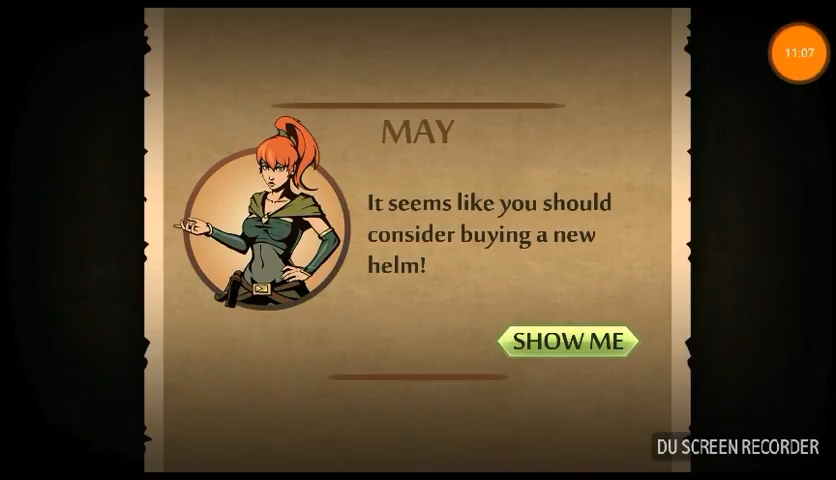 11:07
MAY
It seems like you should
consider buying a new
helm!
SHOW ME
DU SCREEN RECORDER